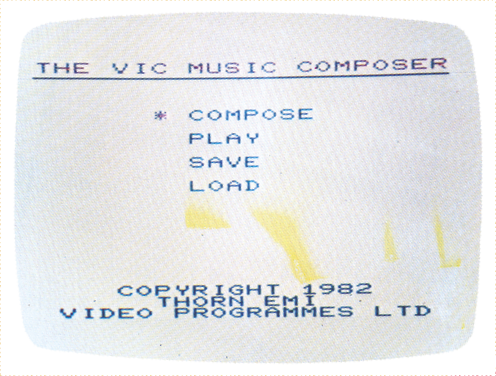 THE VIC MUSIC COMPOSER
* COMPOSE
PLAY
SAVE
LOAD
COPYRIGHT 1982
THORN EMI
VIDEO PROGRAMMES LTD